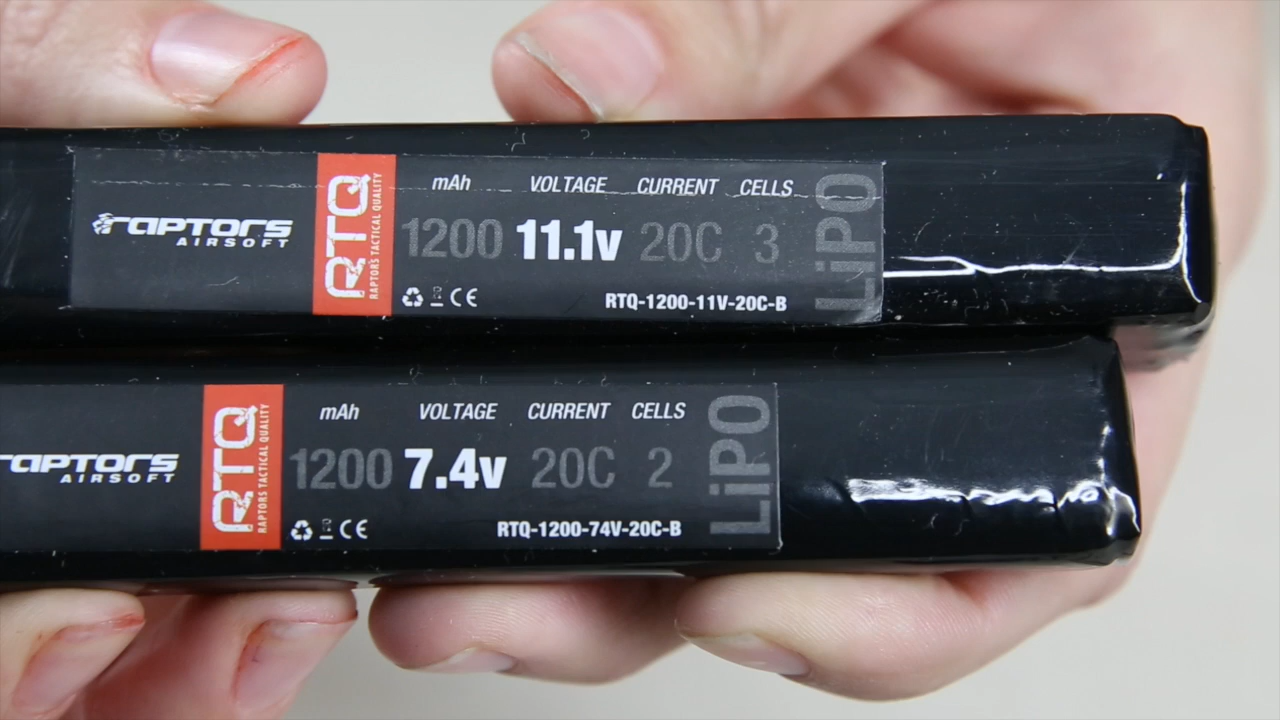 mAh VOLTAGE CURRENT CELLS
RAPTORS
AIRSOFT
RTQ
RAPTORS TACTICAL QUALITY
1200 11.1v 20C 3
CE
RTQ-1200-11V-20C-B
LiPO
mAh VOLTAGE CURRENT CELLS
RAPTORS
AIRSOFT
RTQ
RAPTORS TACTICAL QUALITY
1200 7.4v 20C 2
CE
RTQ-1200-74V-20C-B
LiPO